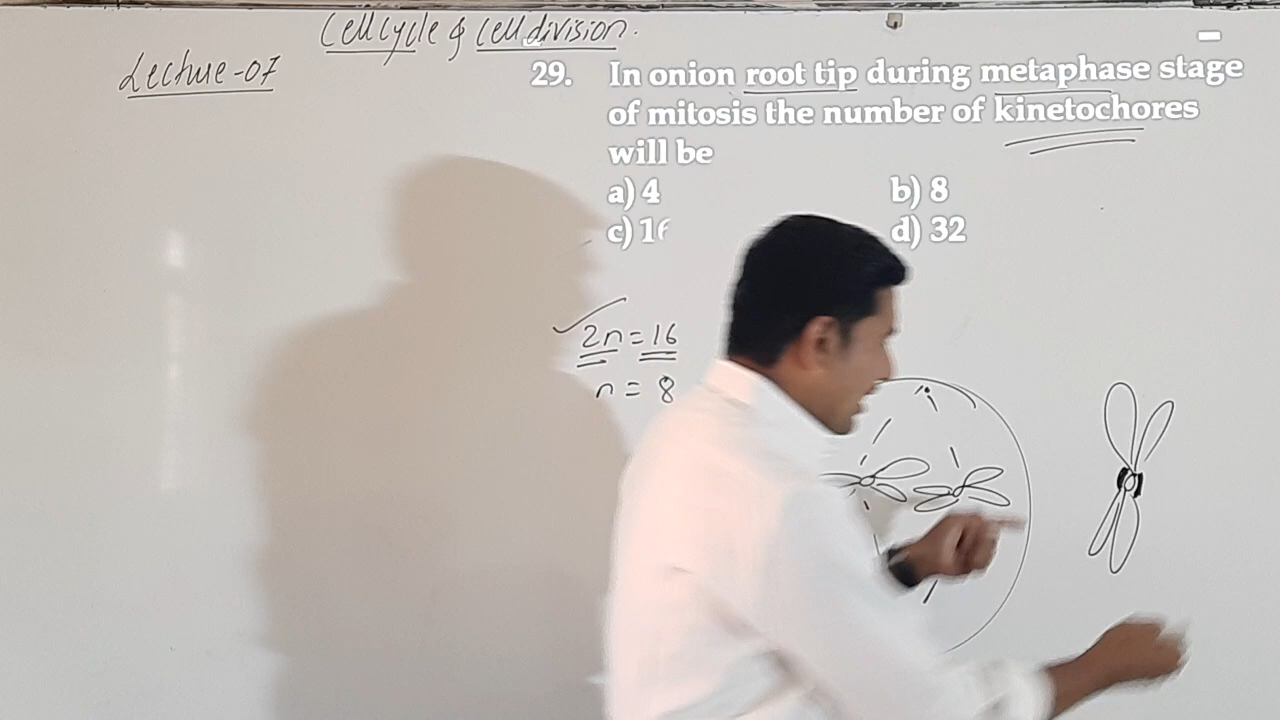 Cell cycle & cell division.
Lecture-07
29. In onion root tip during metaphase stage
of mitosis the number of kinetochores
will be
a) 4 b) 8
c) 16 d) 32
2n = 16
n = 8